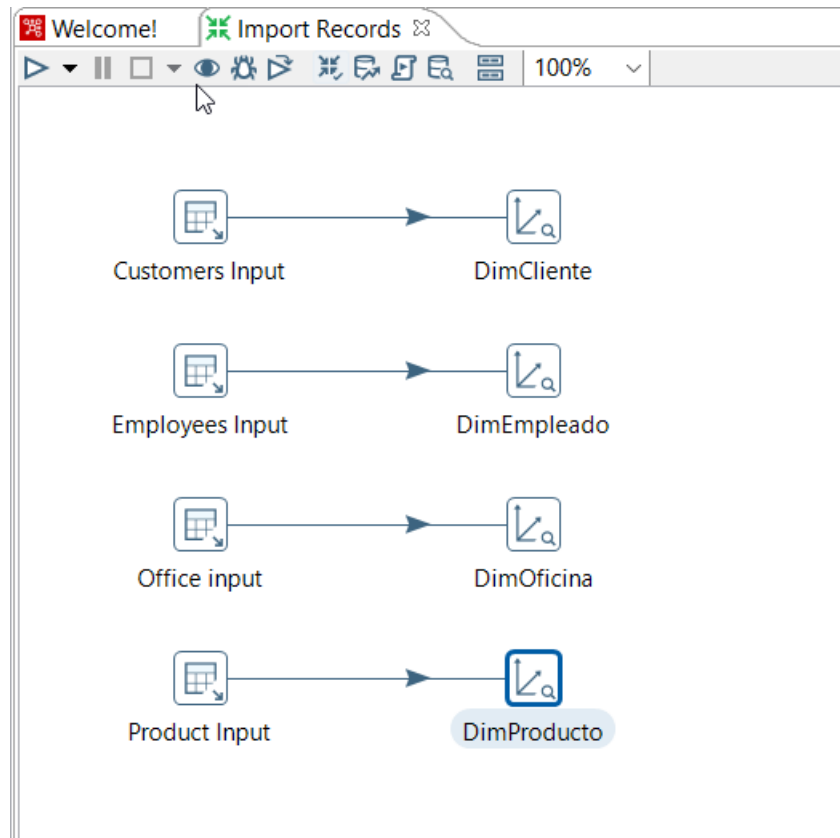 Welcome!
Import Records
100%
Customers Input
DimCliente
Employees Input
DimEmpleado
Office input
DimOficina
Product Input
DimProducto